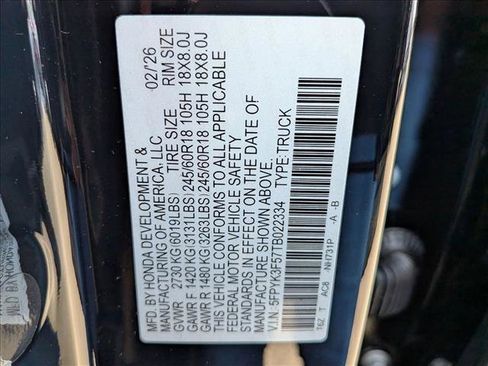 MFD. BY HONDA DEVELOPMENT & 02/26
MANUFACTURING OF AMERICA, LLC
GVWR 2730 KG(6019LBS) TIRE SIZE RIM SIZE
GAWR F 1420 KG(3131LBS)245/60R18 105H 18X8.0J
GAWR R 1480 KG(3263LBS)245/60R18 105H 18X8.0J
THIS VEHICLE CONFORMS TO ALL APPLICABLE
FEDERAL MOTOR VEHICLE SAFETY
STANDARDS IN EFFECT ON THE DATE OF
MANUFACTURE SHOWN ABOVE.
V.I.N. 5FPYK3F57TB022334 TYPE:TRUCK
T6Z T AC8 -NH731P -A -B